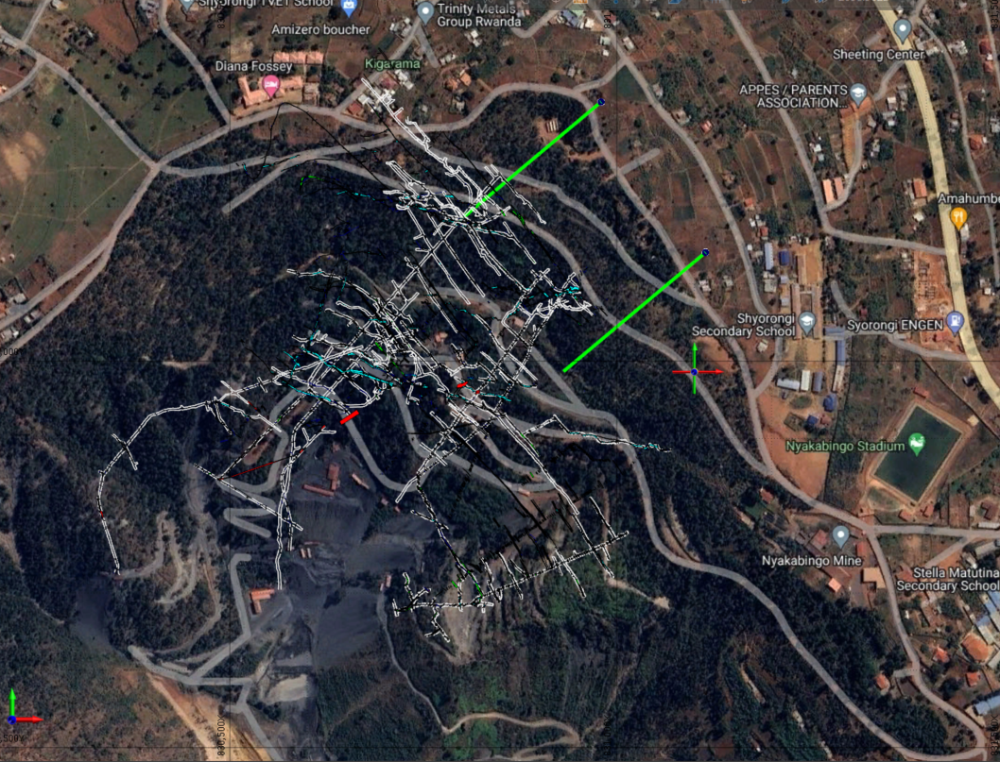 Shyorongi TVET School
Trinity Metals
Group Rwanda
Amizero boucher
Sheeting Center
Diana Fossey
Kigarama
APPES / PARENTS
ASSOCIATION...
Amahumb
Shyorongi
Secondary School
Syorongi ENGEN
Nyakabingo Stadium
Nyakabingo Mine
Stella Matutina
Secondary School